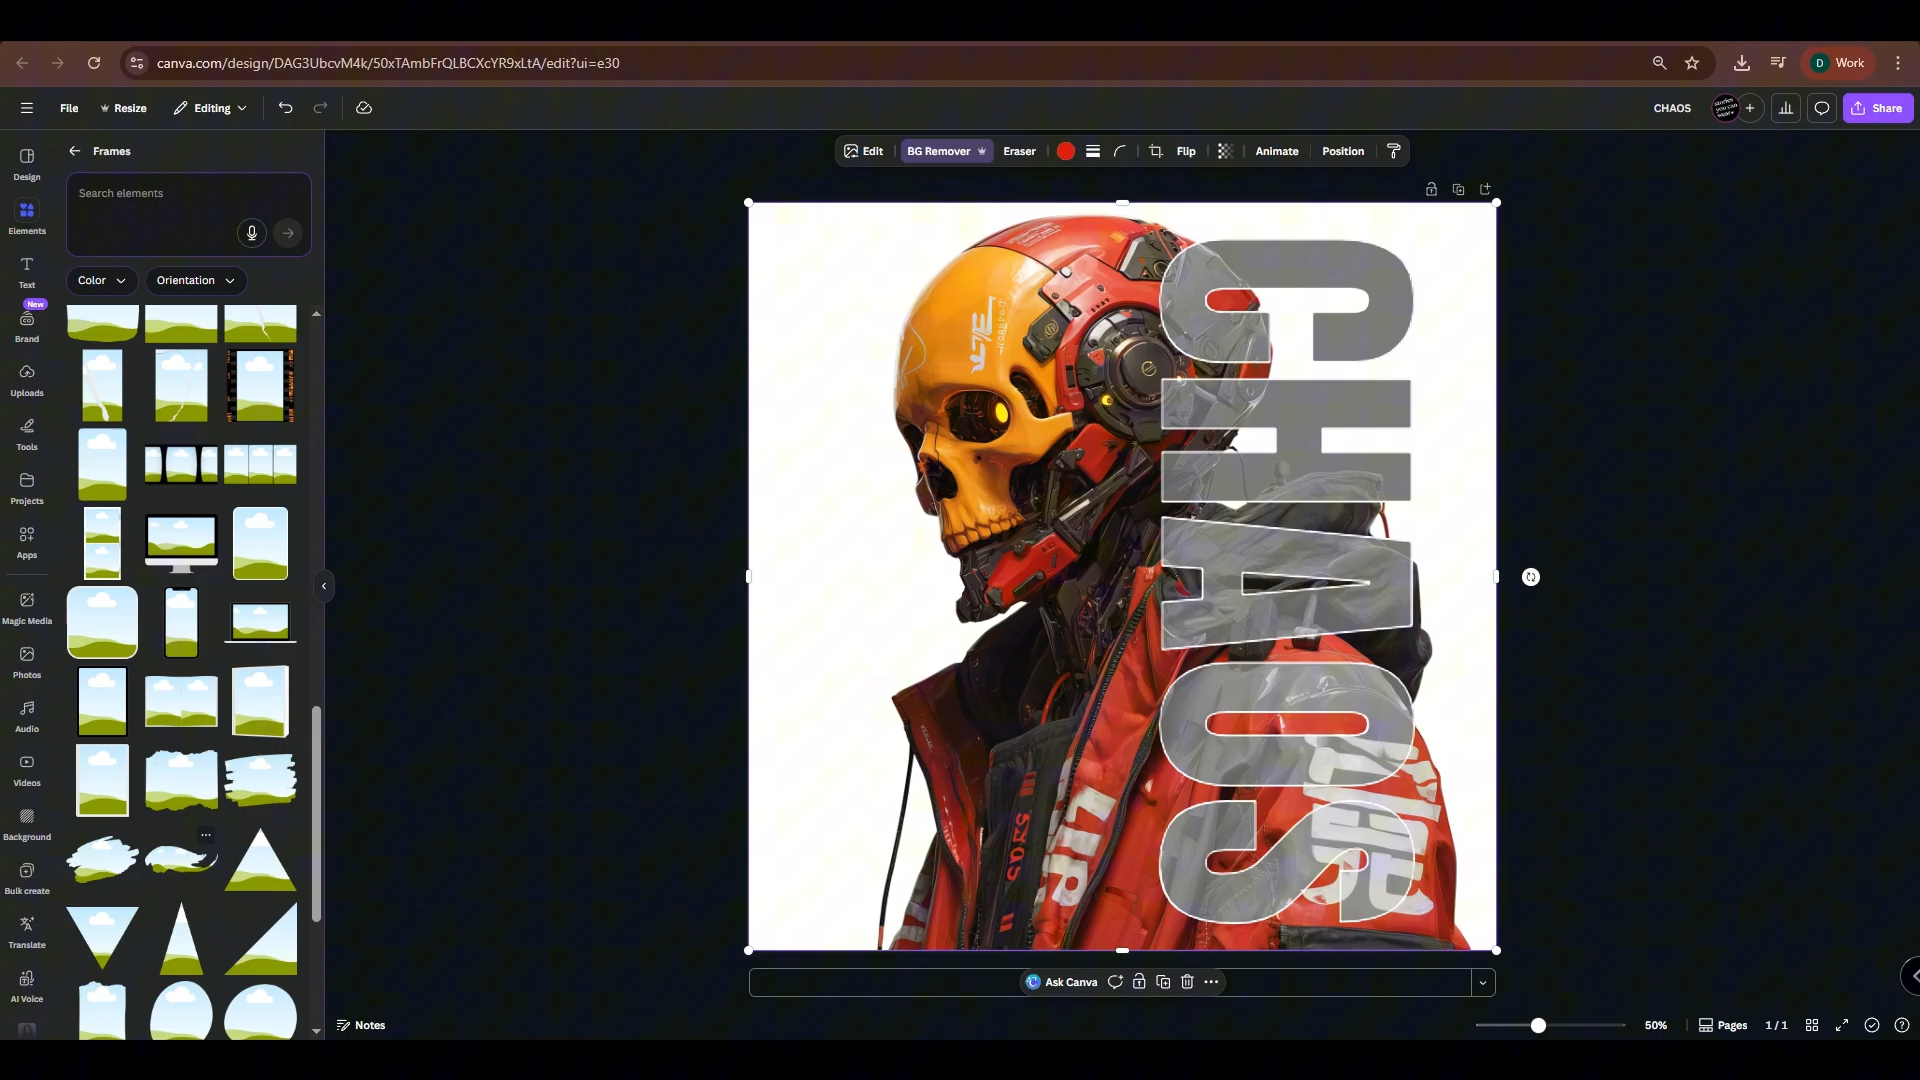 canva.com/design/DAG3UbcvM4k/50xTAmbFrQLBCXcYR9xLtA/edit?ui=e30
D
Work
File
Resize
Editing
CHAOS
Share
Design
Elements
Text
New
Brand
Uploads
Tools
Projects
Apps
Magic Media
Photos
Audio
Videos
Background
Bulk create
Translate
AI Voice
Frames
Search elements
Color
Orientation
Edit
BG Remover
Eraser
Flip
Animate
Position
CHAOS
Ask Canva
Notes
50%
Pages
1 / 1